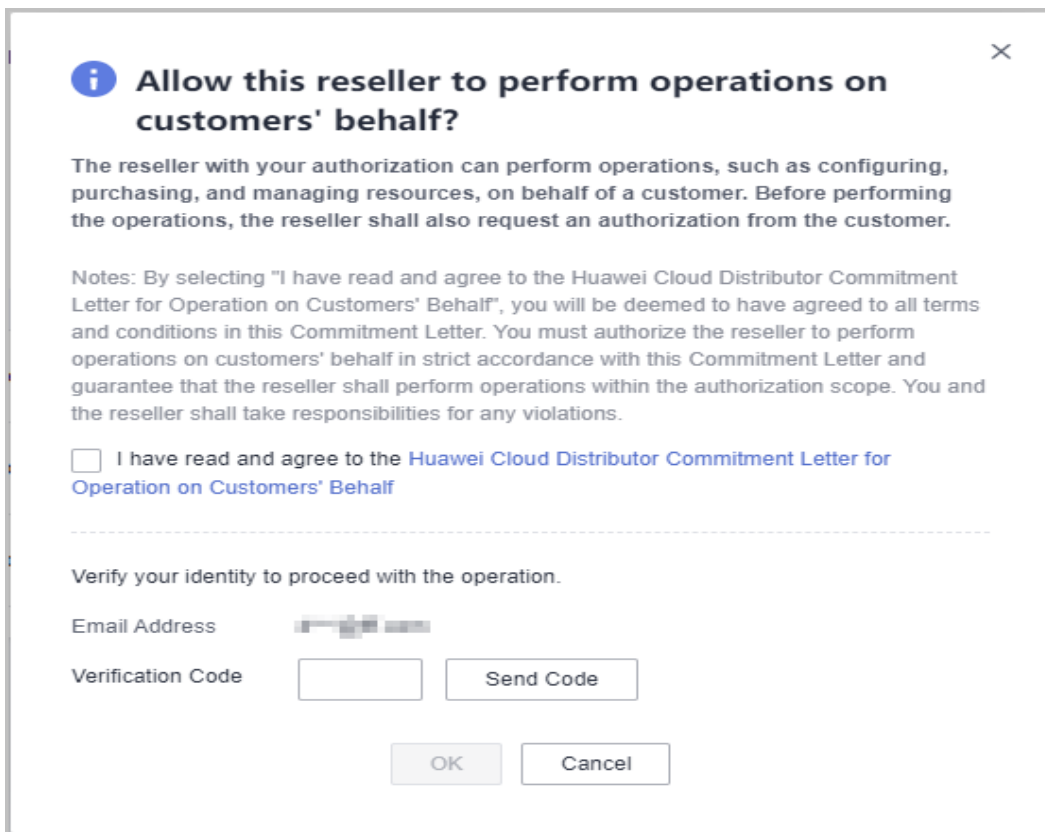 Allow this reseller to perform operations on
customers' behalf?
The reseller with your authorization can perform operations, such as configuring,
purchasing, and managing resources, on behalf of a customer. Before performing
the operations, the reseller shall also request an authorization from the customer.
Notes: By selecting "I have read and agree to the Huawei Cloud Distributor Commitment
Letter for Operation on Customers' Behalf", you will be deemed to have agreed to all terms
and conditions in this Commitment Letter. You must authorize the reseller to perform
operations on customers' behalf in strict accordance with this Commitment Letter and
guarantee that the reseller shall perform operations within the authorization scope. You and
the reseller shall take responsibilities for any violations.
I have read and agree to the Huawei Cloud Distributor Commitment Letter for
Operation on Customers' Behalf
Verify your identity to proceed with the operation.
Email Address
Verification Code
Send Code
OK
Cancel